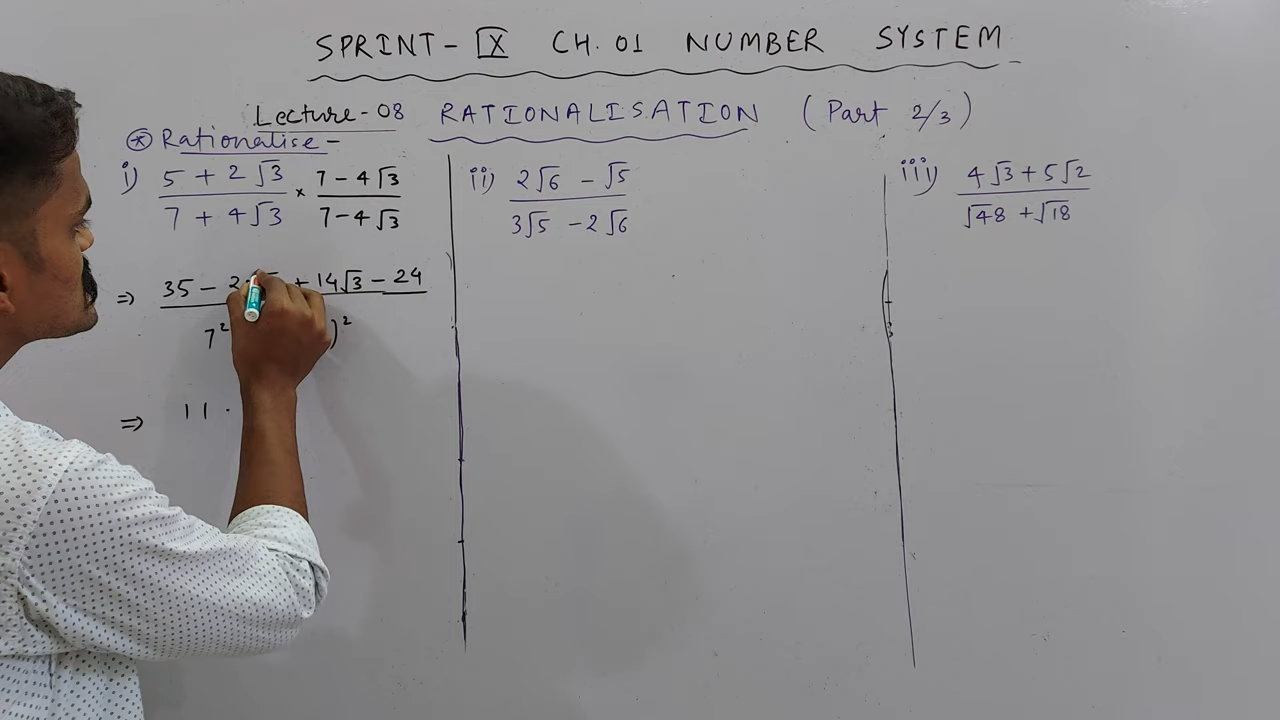 SPRINT - IX CH. 01 NUMBER SYSTEM
Lecture - 08 RATIONALISATION (Part 2/3)
* Rationalise -
i) 5 + 2√3 / 7 + 4√3 × 7 - 4√3 / 7 - 4√3
⇒ 35 - + 14√3 - 24 / 7² )²
⇒ 11
ii) 2√6 - √5 / 3√5 - 2√6
iii) 4√3 + 5√2 / √48 + √18